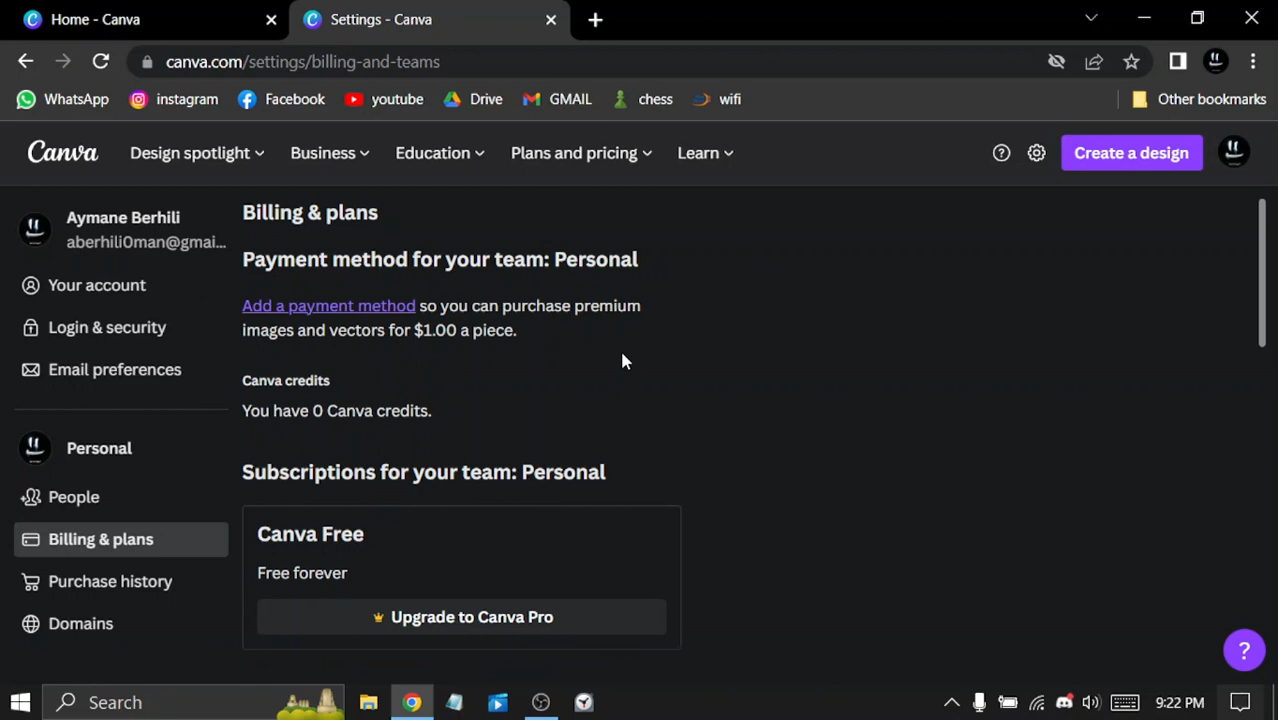 Home - Canva
Settings - Canva
canva.com/settings/billing-and-teams
WhatsApp
instagram
Facebook
youtube
Drive
GMAIL
chess
wifi
Other bookmarks
Canva
Design spotlight
Business
Education
Plans and pricing
Learn
Create a design
Aymane Berhili
aberhili0man@gmai...
Your account
Login & security
Email preferences
Personal
People
Billing & plans
Purchase history
Domains
Billing & plans
Payment method for your team: Personal
Add a payment method so you can purchase premium
images and vectors for $1.00 a piece.
Canva credits
You have 0 Canva credits.
Subscriptions for your team: Personal
Canva Free
Free forever
Upgrade to Canva Pro
?
Search
9:22 PM